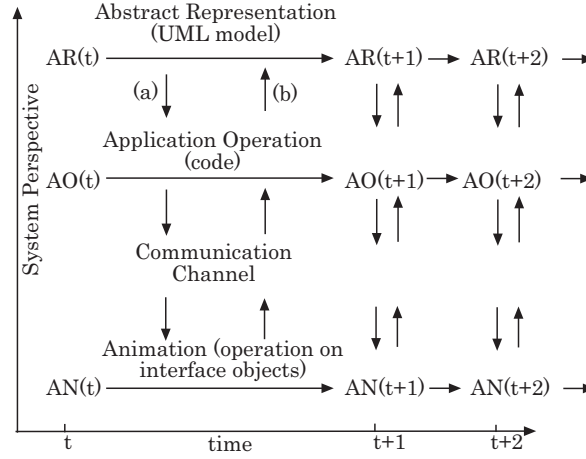 Abstract Representation
(UML model)
AR(t)
AR(t+1)
AR(t+2)
(a)
(b)
Application Operation
(code)
AO(t)
AO(t+1)
AO(t+2)
Communication
Channel
Animation (operation on
interface objects)
AN(t)
AN(t+1)
AN(t+2)
System Perspective
t
time
t+1
t+2